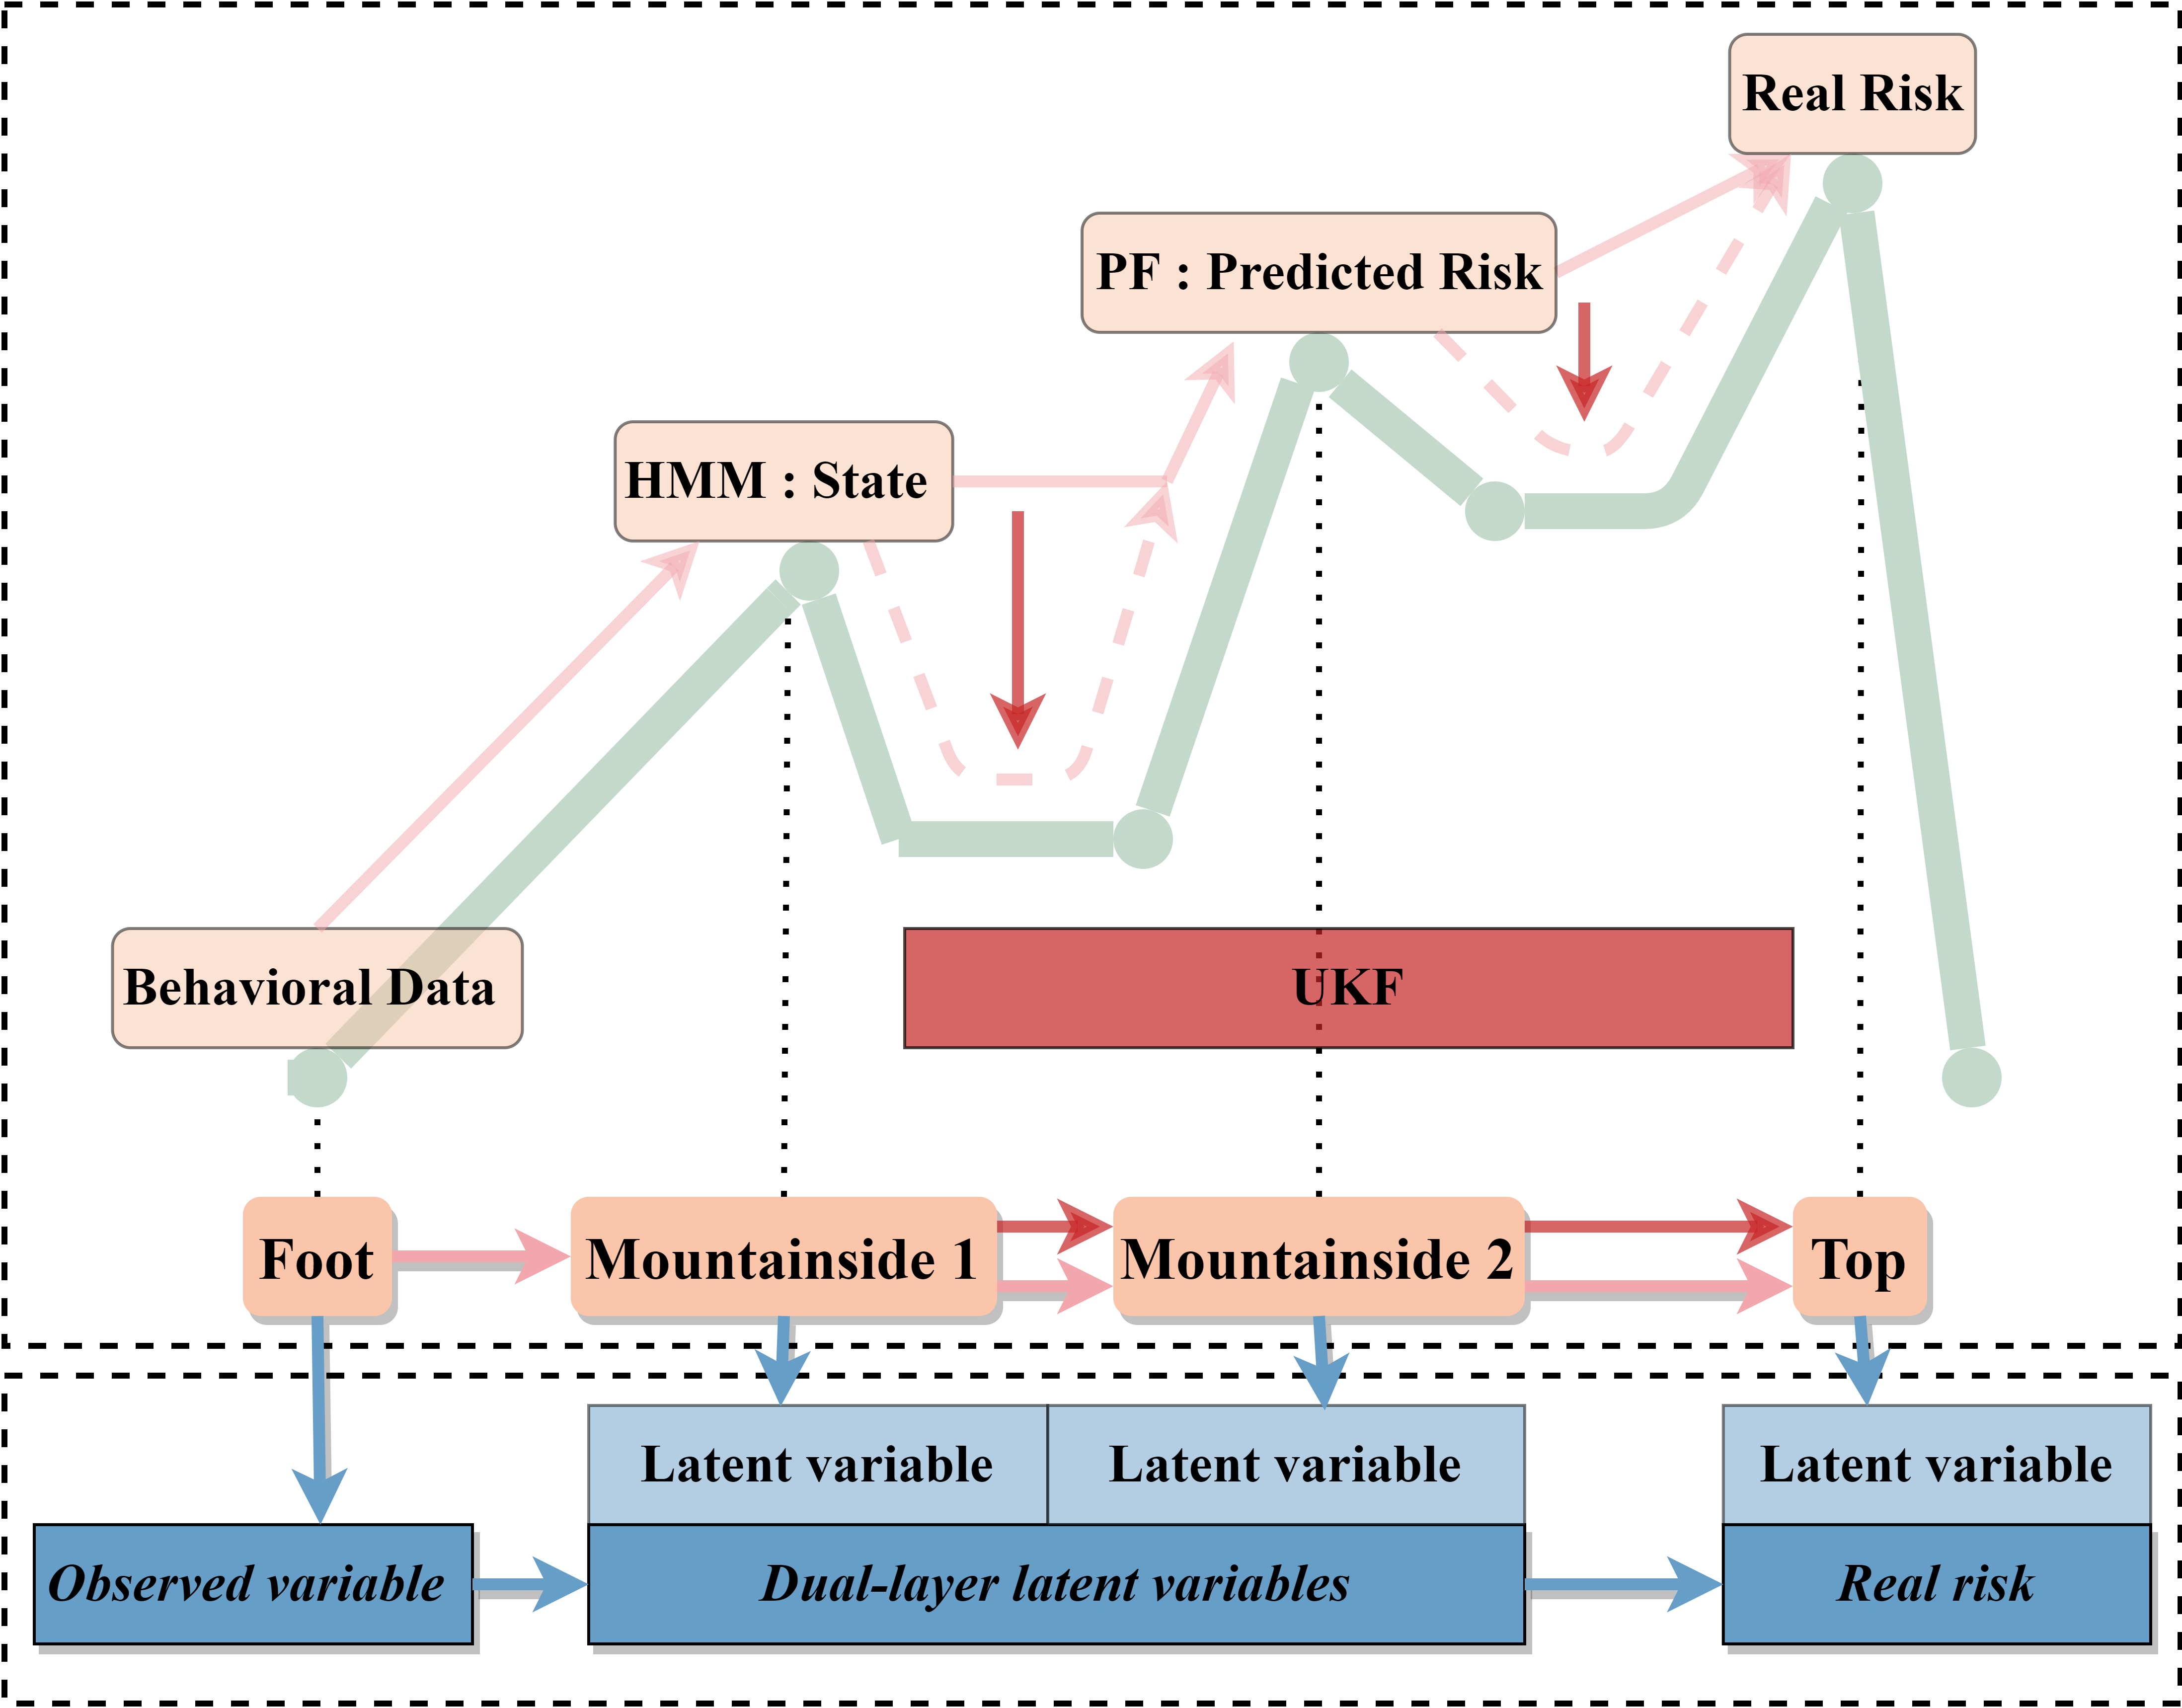 Real Risk
PF : Predicted Risk
HMM : State
Behavioral Data
UKF
Foot
Mountainside 1
Mountainside 2
Top
Latent variable
Latent variable
Latent variable
Observed variable
Dual-layer latent variables
Real risk